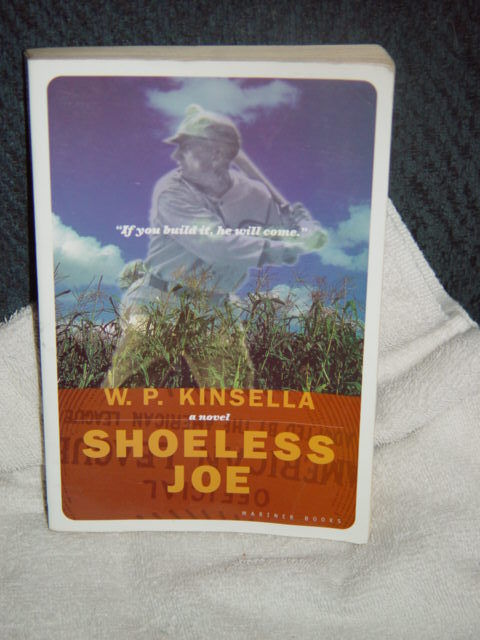 "If you build it, he will come."
W. P. KINSELLA
a novel
SHOELESS
JOE
MARINER BOOKS